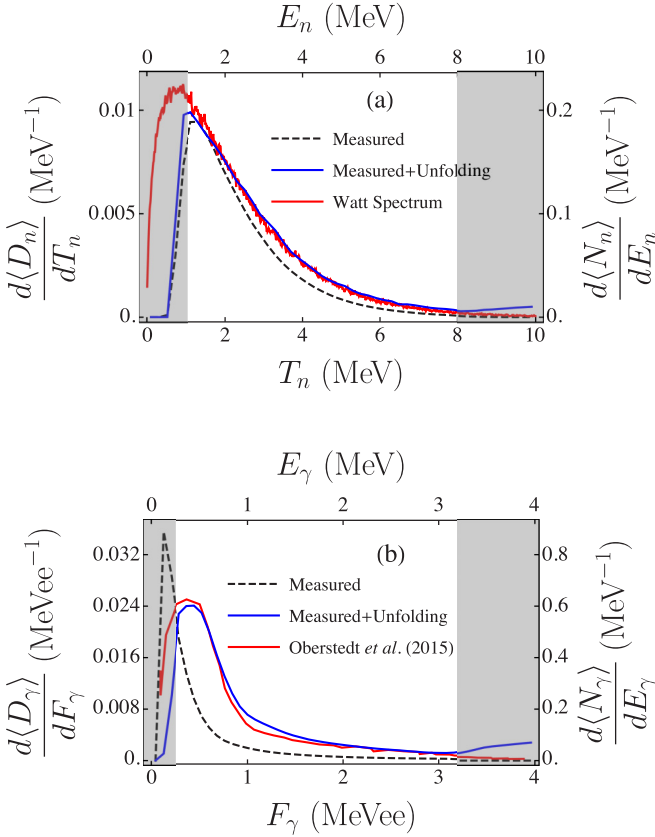 E_n (MeV)
0 2 4 6 8 10
(a)
0.01
0.005
0.
0.2
0.1
0.
Measured
Measured+Unfolding
Watt Spectrum
d⟨D_n⟩/dT_n (MeV⁻¹)
d⟨N_n⟩/dE_n (MeV⁻¹)
0 2 4 6 8 10
T_n (MeV)
E_γ (MeV)
0 1 2 3 4
(b)
0.032
0.024
0.016
0.008
0.
0.8
0.6
0.4
0.2
0.
Measured
Measured+Unfolding
Oberstedt et al. (2015)
d⟨D_γ⟩/dF_γ (MeVee⁻¹)
d⟨N_γ⟩/dE_γ (MeV⁻¹)
0 1 2 3 4
F_γ (MeVee)